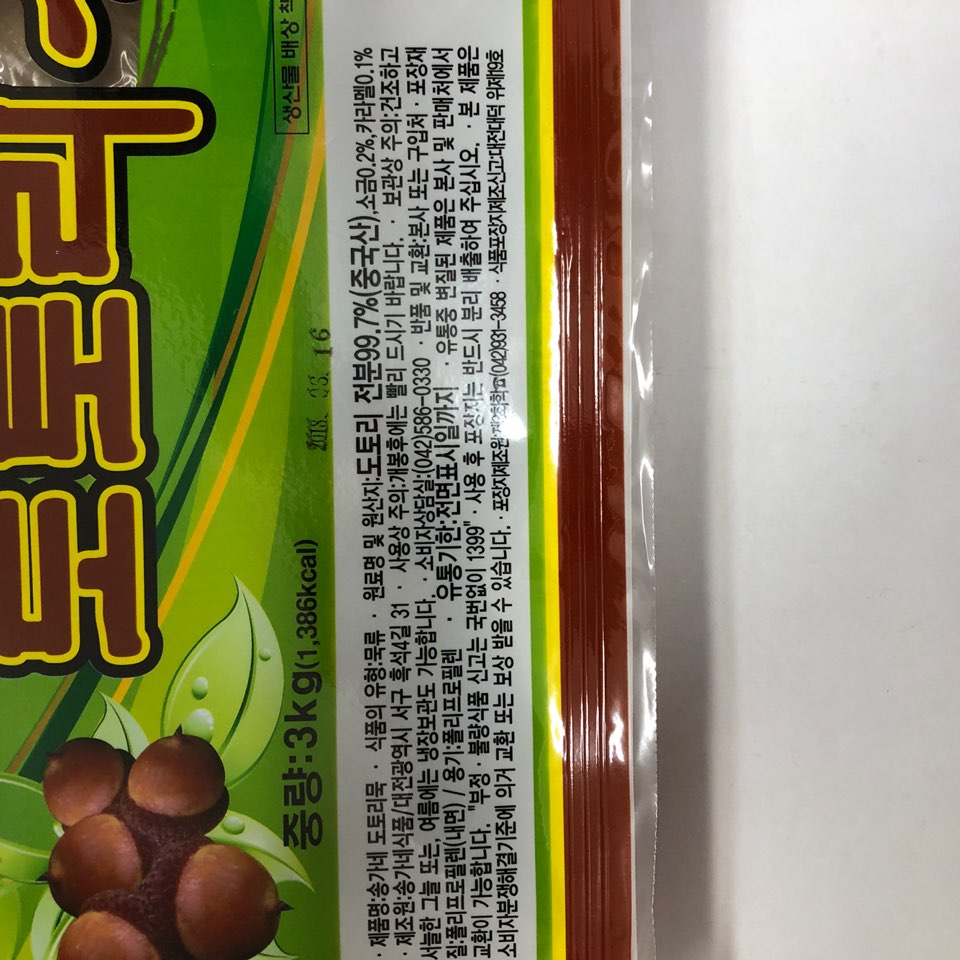 도토리묵
생산물 배상 책
2018. 03. 16
중량:3kg(1,386kcal)
· 제품명:송가네 도토리묵 · 식품의 유형:묵류 · 원료명 및 원산지:도토리 전분99.7%(중국산),소금0.2%,카라멜0.1%
· 제조원:송가네식품/대전광역시 서구 흑석4길 31 · 사용상 주의:개봉후에는 빨리 드시기 바랍니다. · 보관상 주의:건조하고
서늘한 그늘 또는, 여름에는 냉장보관도 가능합니다. · 소비자상담실:(042)586-0330 · 반품 및 교환:본사 또는 구입처 · 포장재
질:폴리프로필렌(내면) / 용기:폴리프로필렌 · 유통기한:전면표시일까지 · 유통중 변질된 제품은 본사 및 판매처에서
교환이 가능합니다. "부정 · 불량식품 신고는 국번없이 1399" · 사용 후 포장지는 반드시 분리 배출하여 주십시오. · 본 제품은
소비자분쟁해결기준에 의거 교환 또는 보상 받을 수 있습니다. · 포장지제조원: ☎(042)931-3458 · 식품포장지제조신고:대전대덕 위제19호